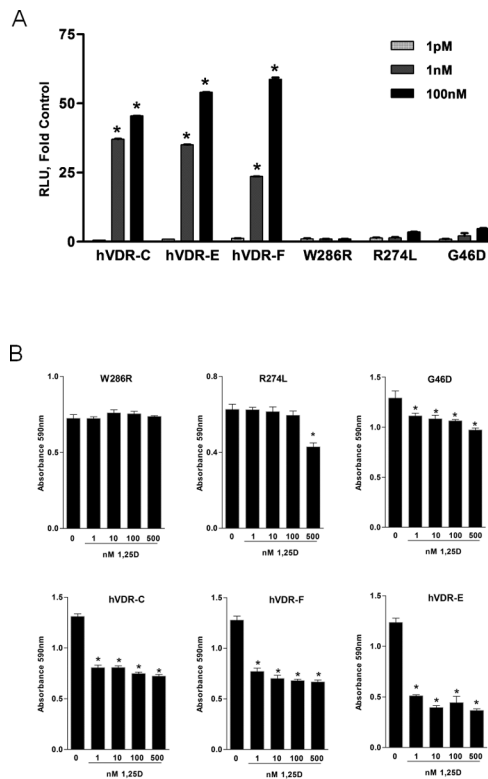 A
RLU, Fold Control
75
50
25
0
1pM
1nM
100nM
* * * * * *
hVDR-C hVDR-E hVDR-F W286R R274L G46D
B
W286R
Absorbance 590nm
1.0
0.5
0.0
0 1 10 100 500
nM 1,25D
R274L
Absorbance 590nm
0.8
0.4
0.0
*
0 1 10 100 500
nM 1,25D
G46D
Absorbance 590nm
1.5
1.0
0.5
0.0
* * * *
0 1 10 100 500
nM 1,25D
hVDR-C
Absorbance 590nm
1.5
1.0
0.5
0.0
* * * *
0 1 10 100 500
nM 1,25D
hVDR-F
Absorbance 590nm
1.5
1.0
0.5
0.0
* * * *
0 1 10 100 500
nM 1,25D
hVDR-E
Absorbance 590nm
1.5
1.0
0.5
0.0
* * * *
0 1 10 100 500
nM 1,25D